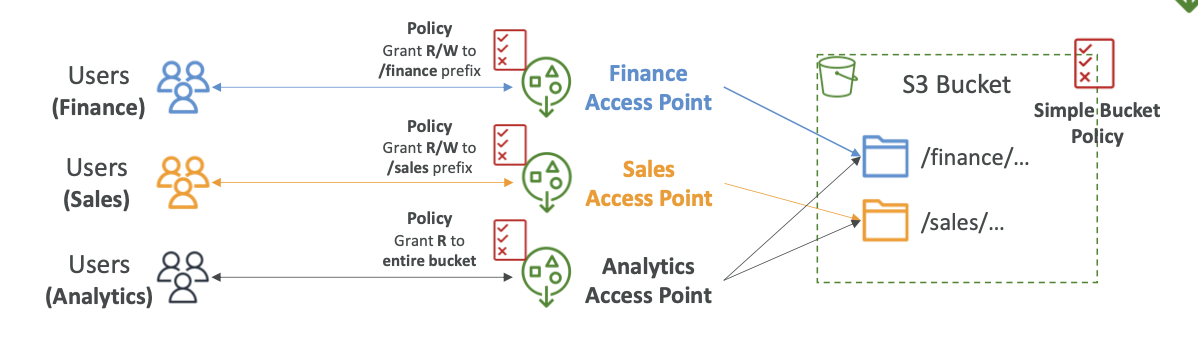 Users
(Finance)
Policy
Grant R/W to
/finance prefix
Finance
Access Point
Users
(Sales)
Policy
Grant R/W to
/sales prefix
Sales
Access Point
Users
(Analytics)
Policy
Grant R to
entire bucket
Analytics
Access Point
S3 Bucket
Simple Bucket
Policy
/finance/...
/sales/...